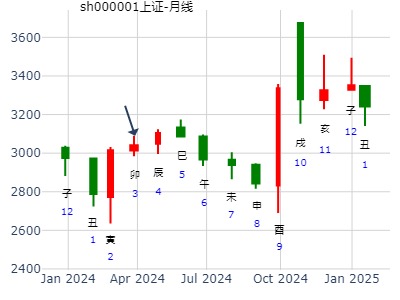 sh000001上证-月线
3600
3400
3200
3000
2800
2600
2400
子
12
丑
1
寅
2
卯
3
辰
4
巳
5
午
6
未
7
申
8
酉
9
戌
10
亥
11
子
12
丑
1
Jan 2024
Apr 2024
Jul 2024
Oct 2024
Jan 2025